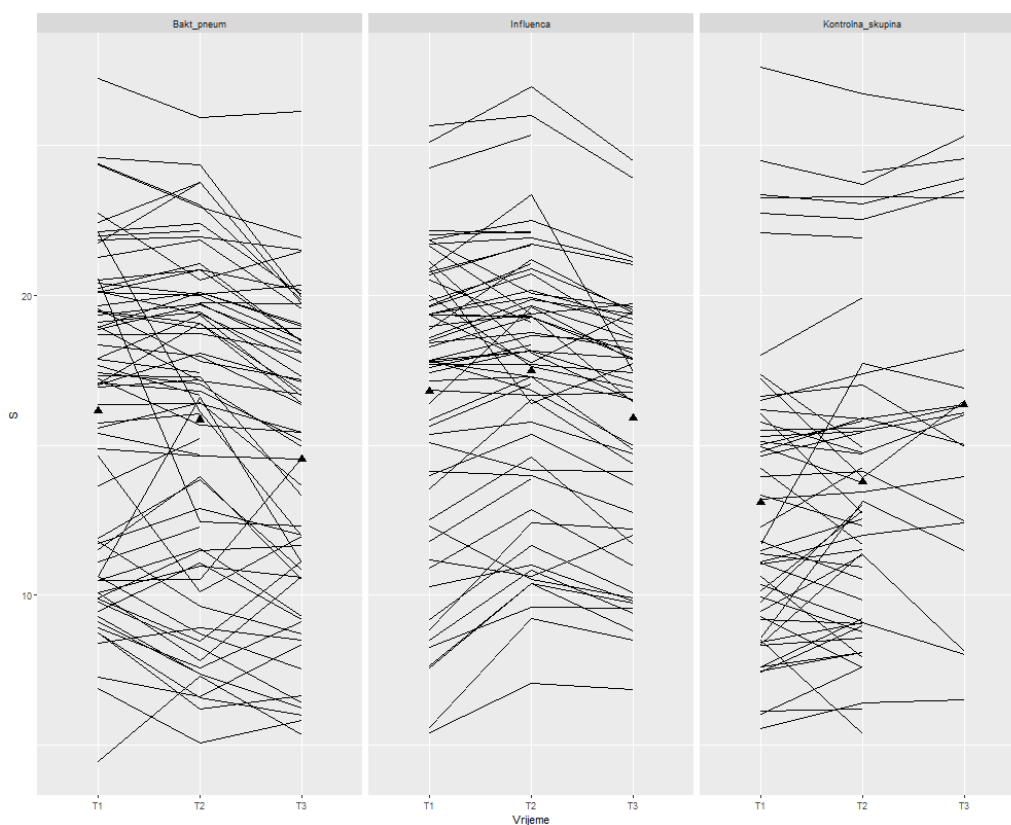 Bakt_pneum Influenca Kontrolna_skupina
20
10
S
T1 T2 T3 T1 T2 T3 T1 T2 T3
Vrijeme